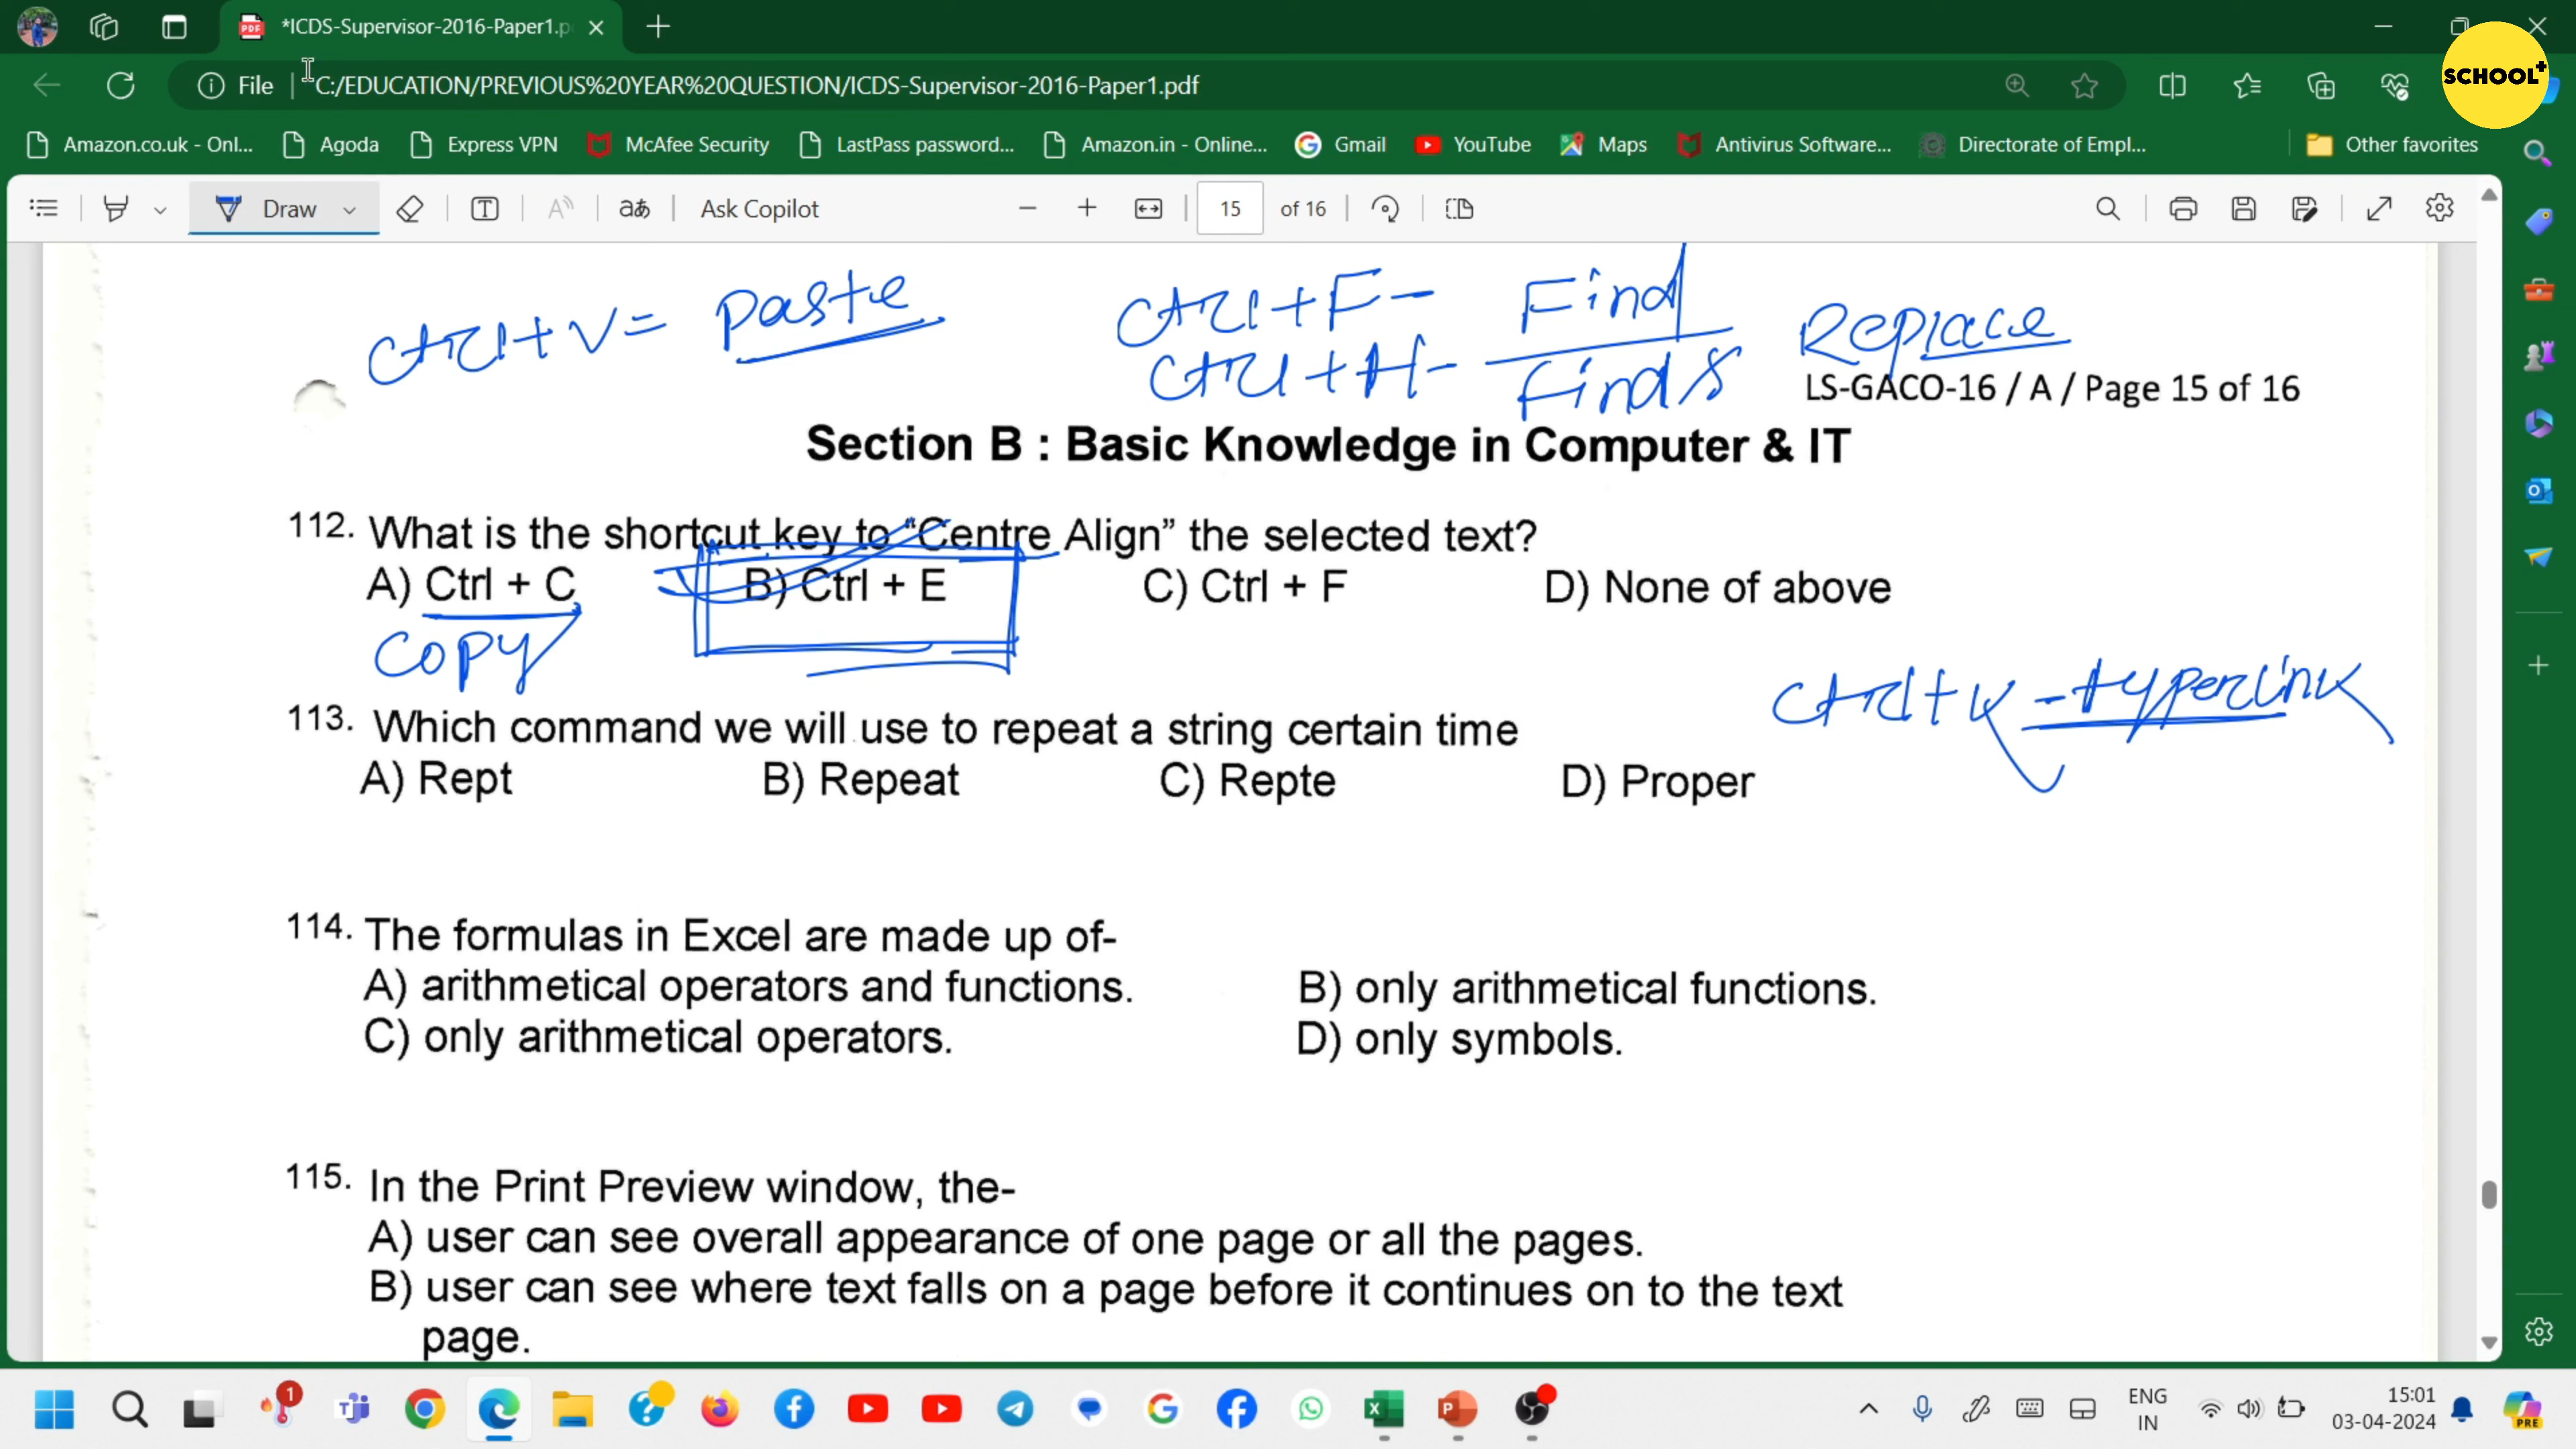 *ICDS-Supervisor-2016-Paper1.p
SCHOOL+
File
C:/EDUCATION/PREVIOUS%20YEAR%20QUESTION/ICDS-Supervisor-2016-Paper1.pdf
Amazon.co.uk - Onl... Agoda Express VPN McAfee Security LastPass password... Amazon.in - Online... Gmail YouTube Maps Antivirus Software... Directorate of Empl... Other favorites
Draw Ask Copilot 15 of 16
Ctrl+V= Paste
Ctrl+F- Find
Ctrl+H- Find & Replace
LS-GACO-16 / A / Page 15 of 16
Section B : Basic Knowledge in Computer & IT
112. What is the shortcut key to “Centre Align” the selected text?
A) Ctrl + C B) Ctrl + E C) Ctrl + F D) None of above
Copy
Ctrl+K - Hyperlink
113. Which command we will use to repeat a string certain time
A) Rept B) Repeat C) Repte D) Proper
114. The formulas in Excel are made up of-
A) arithmetical operators and functions. B) only arithmetical functions.
C) only arithmetical operators. D) only symbols.
115. In the Print Preview window, the-
A) user can see overall appearance of one page or all the pages.
B) user can see where text falls on a page before it continues on to the text
page.
1
ENG
IN
15:01
03-04-2024
PRE